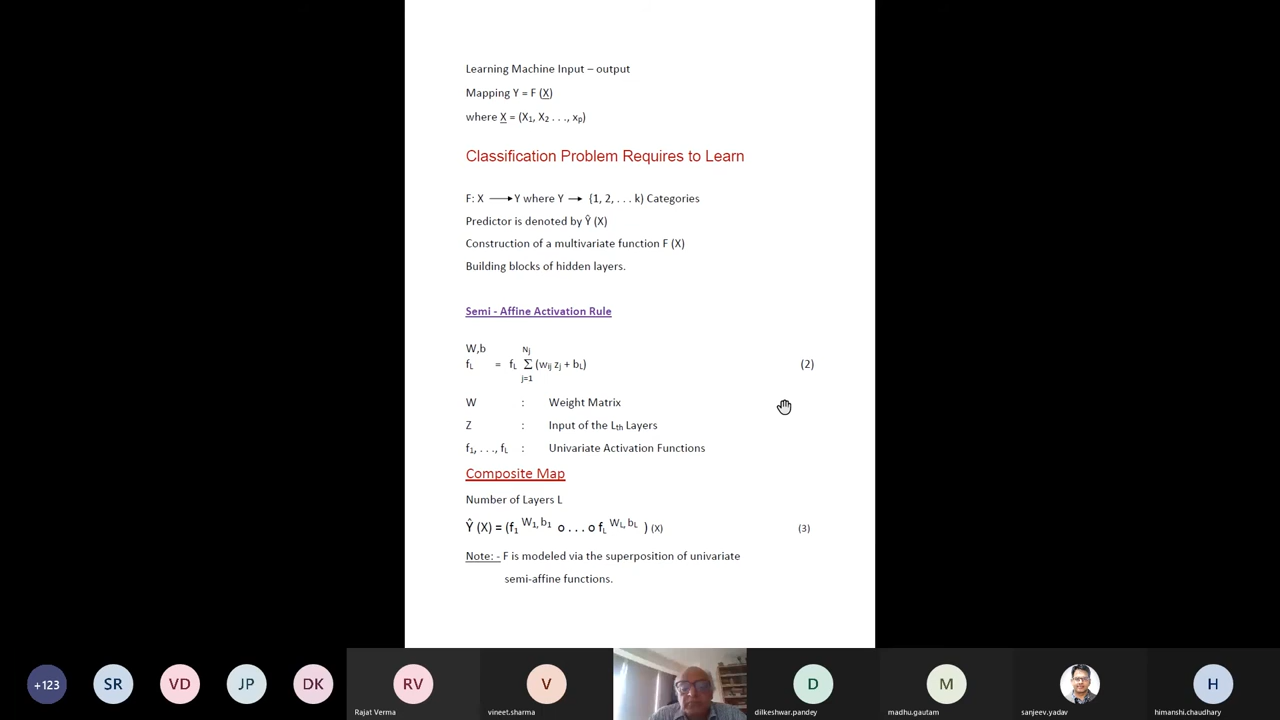 Learning Machine Input – output
Mapping Y = F (X)
where X = (X1, X2 . . ., xp)
Classification Problem Requires to Learn
F: X ⟶ Y where Y → {1, 2, . . . k) Categories
Predictor is denoted by Ŷ (X)
Construction of a multivariate function F (X)
Building blocks of hidden layers.
Semi - Affine Activation Rule
W,b Nj
fL = fL Σ (wij zj + bL) (2)
j=1
W : Weight Matrix
Z : Input of the Lth Layers
f1, . . ., fL : Univariate Activation Functions
Composite Map
Number of Layers L
Ŷ (X) = (f1 W1, b1 o . . . o fL WL, bL ) (X) (3)
Note: - F is modeled via the superposition of univariate
semi-affine functions.
+123 SR VD JP DK RV V D M H
Rajat Verma vineet.sharma dilkeshwar.pandey madhu.gautam sanjeev.yadav himanshi.chaudhary